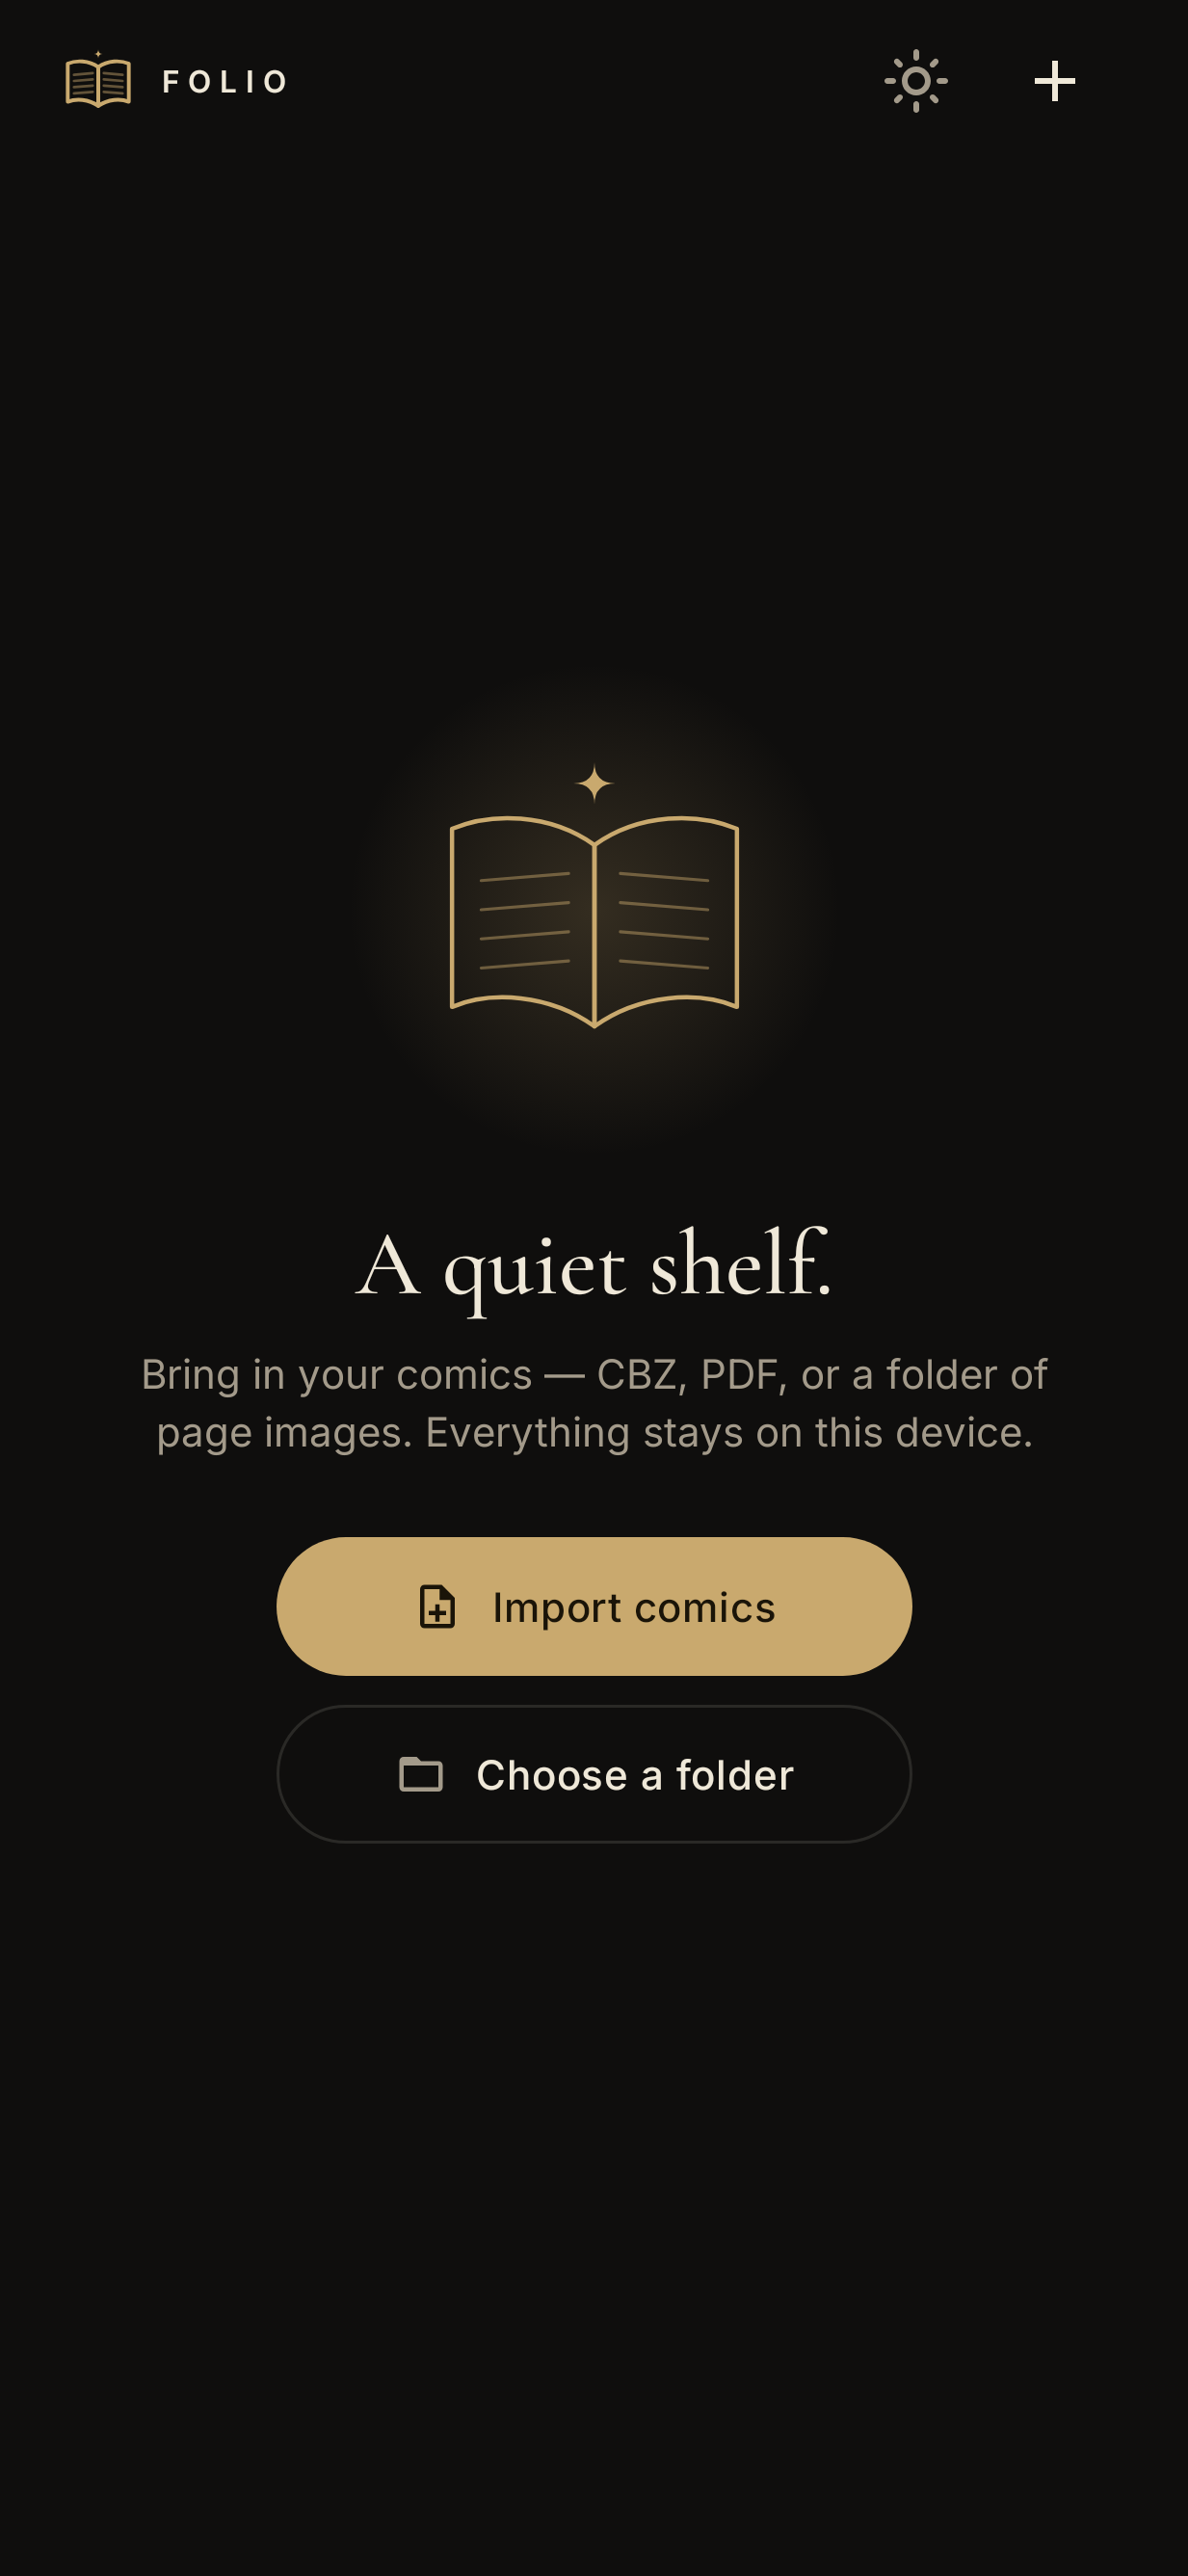 FOLIO
A quiet shelf.
Bring in your comics — CBZ, PDF, or a folder of
page images. Everything stays on this device.
Import comics
Choose a folder